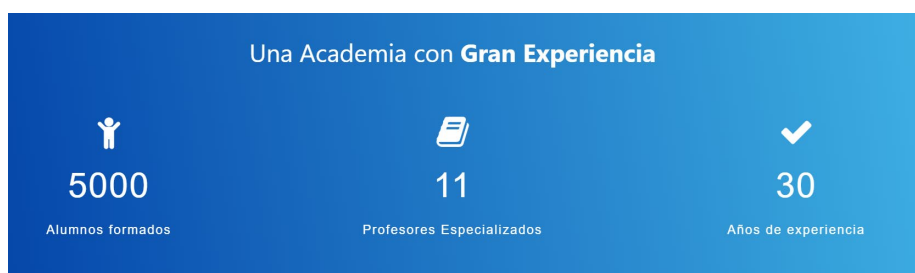 Una Academia con Gran Experiencia
5000
11
30
Alumnos formados
Profesores Especializados
Años de experiencia